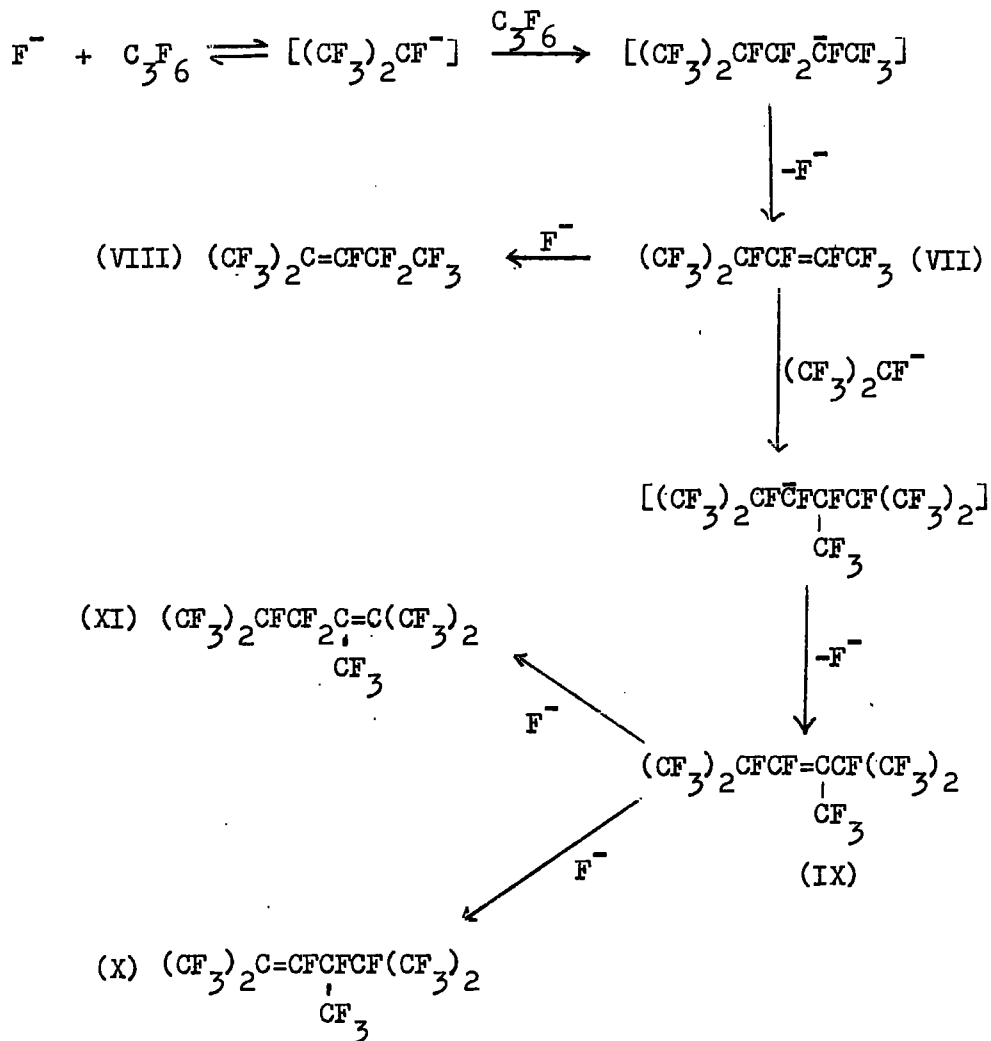 F⁻ + C₃F₆ ⇌ [(CF₃)₂CF⁻] C₃F₆ → [(CF₃)₂CFCF₂C̄FCF₃]
-F⁻
(VIII) (CF₃)₂C=CFCF₂CF₃ F⁻ ← (CF₃)₂CFCF=CFCF₃ (VII)
(CF₃)₂CF⁻
[(CF₃)₂CFC̄FCFCF(CF₃)₂]
CF₃
(XI) (CF₃)₂CFCF₂C=C(CF₃)₂
CF₃
-F⁻
F⁻
(CF₃)₂CFCF=CCF(CF₃)₂
CF₃
F⁻
(IX)
(X) (CF₃)₂C=CFCFCF(CF₃)₂
CF₃